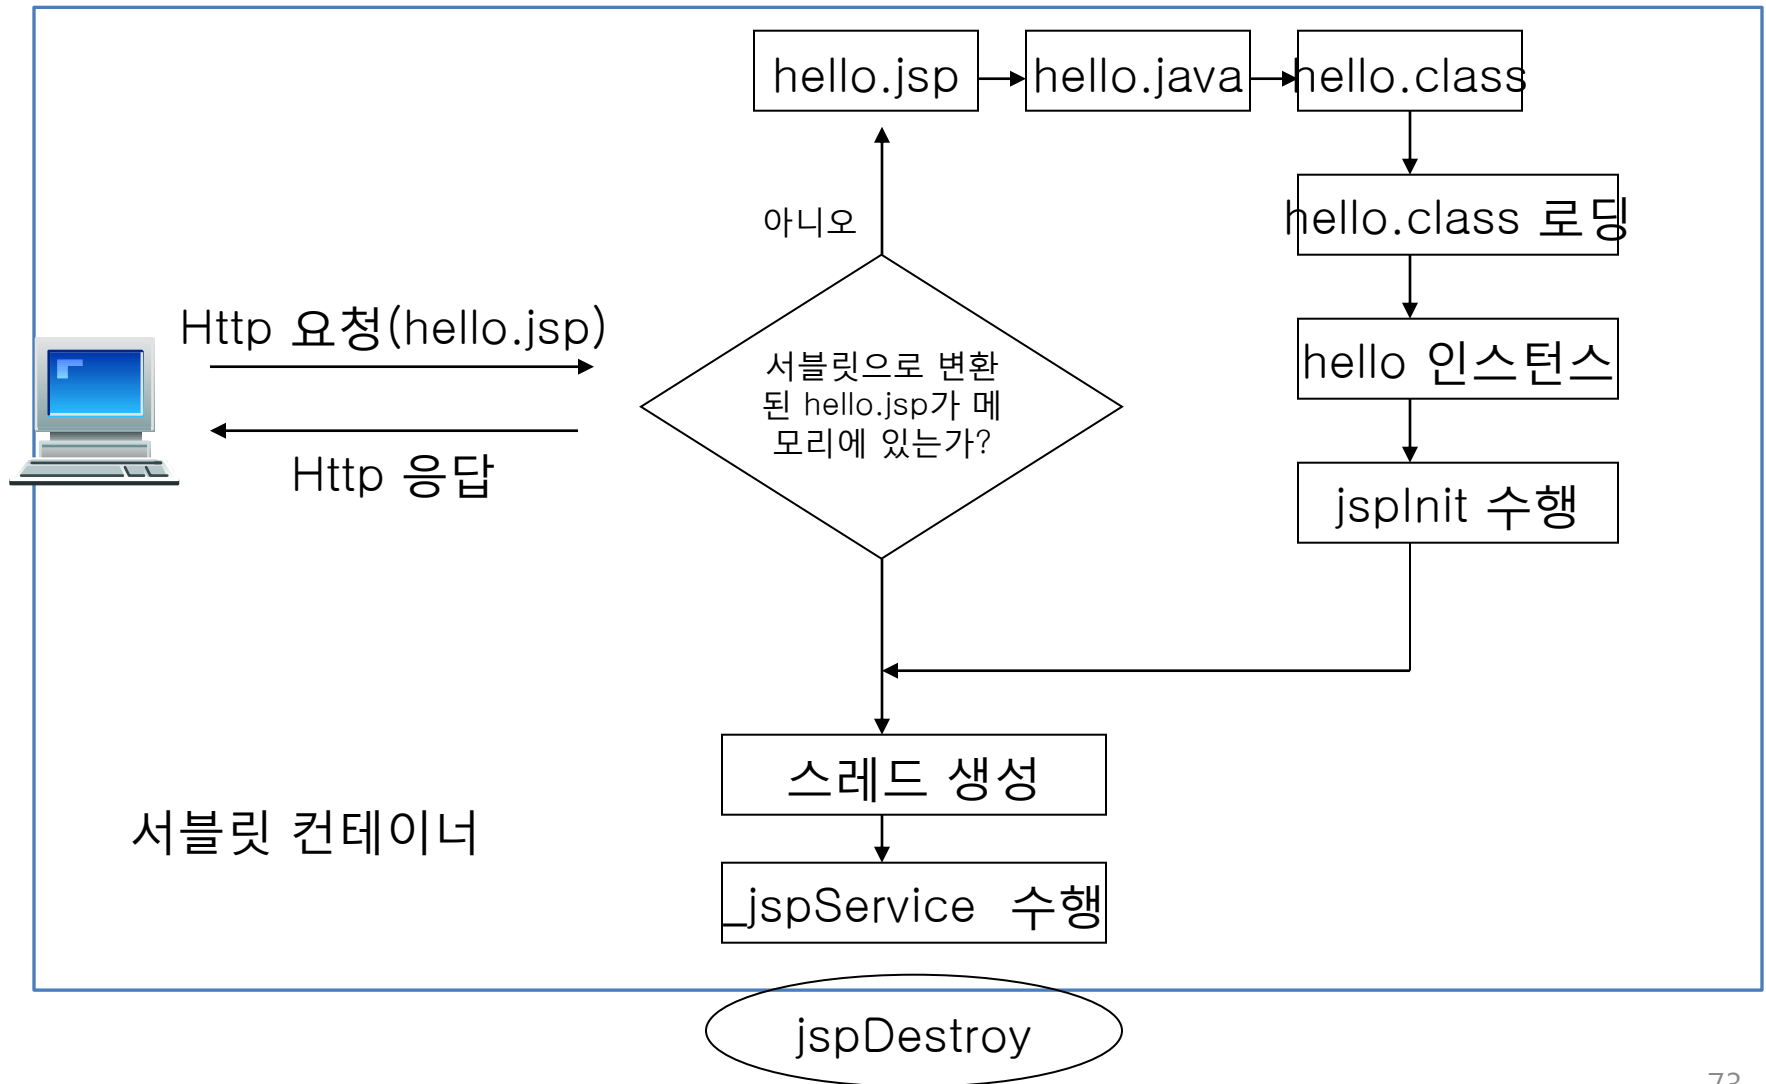 hello.jsp
hello.java
hello.class
hello.class 로딩
아니오
Http 요청(hello.jsp)
서블릿으로 변환
된 hello.jsp가 메
모리에 있는가?
hello 인스턴스
Http 응답
jspInit 수행
스레드 생성
서블릿 컨테이너
_jspService 수행
jspDestroy
73